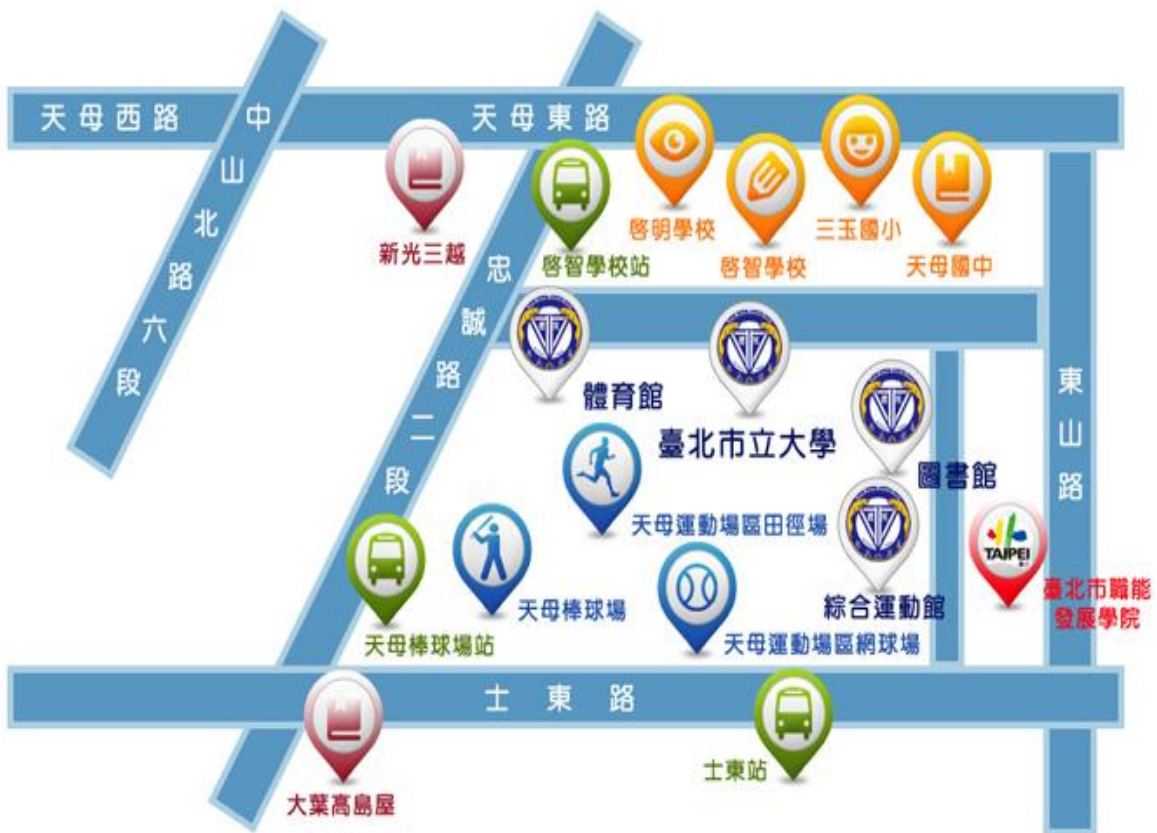 天母西路
中山北路六段
天母東路
新光三越
啓智學校站
啓明學校
啓智學校
三玉國小
天母國中
忠誠路二段
體育館
臺北市立大學
圖書館
東山路
天母運動場區田徑場
TAIPEI
綜合運動館
臺北市職能
發展學院
天母棒球場
天母棒球場站
天母運動場區網球場
士東路
士東站
大葉高島屋